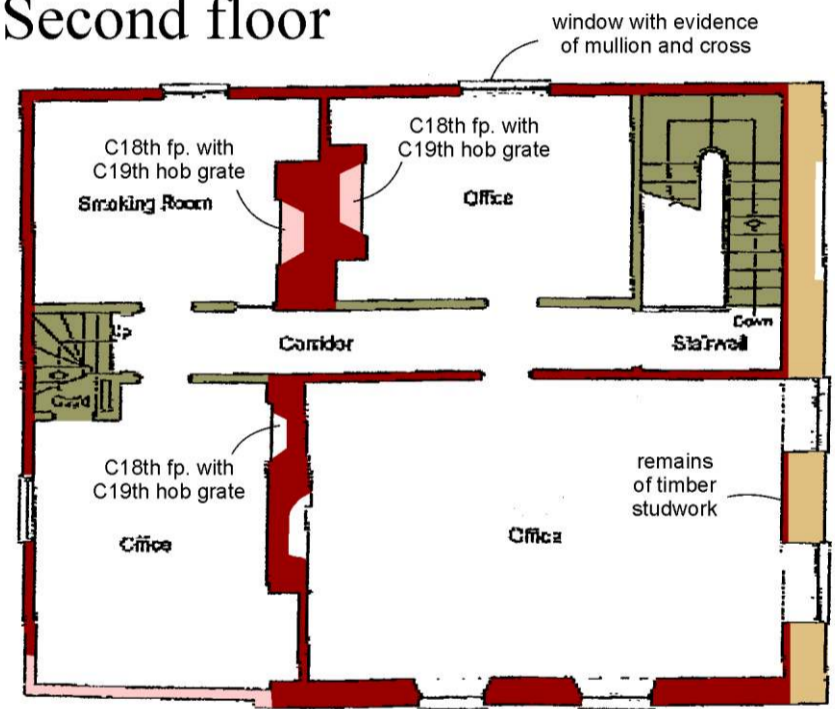 Second floor
window with evidence
of mullion and cross
C18th fp. with
C19th hob grate
C18th fp. with
C19th hob grate
Smoking Room
Office
Up
Corridor
Down
Stairwell
Cupd
C18th fp. with
C19th hob grate
remains
of timber
studwork
Office
Office